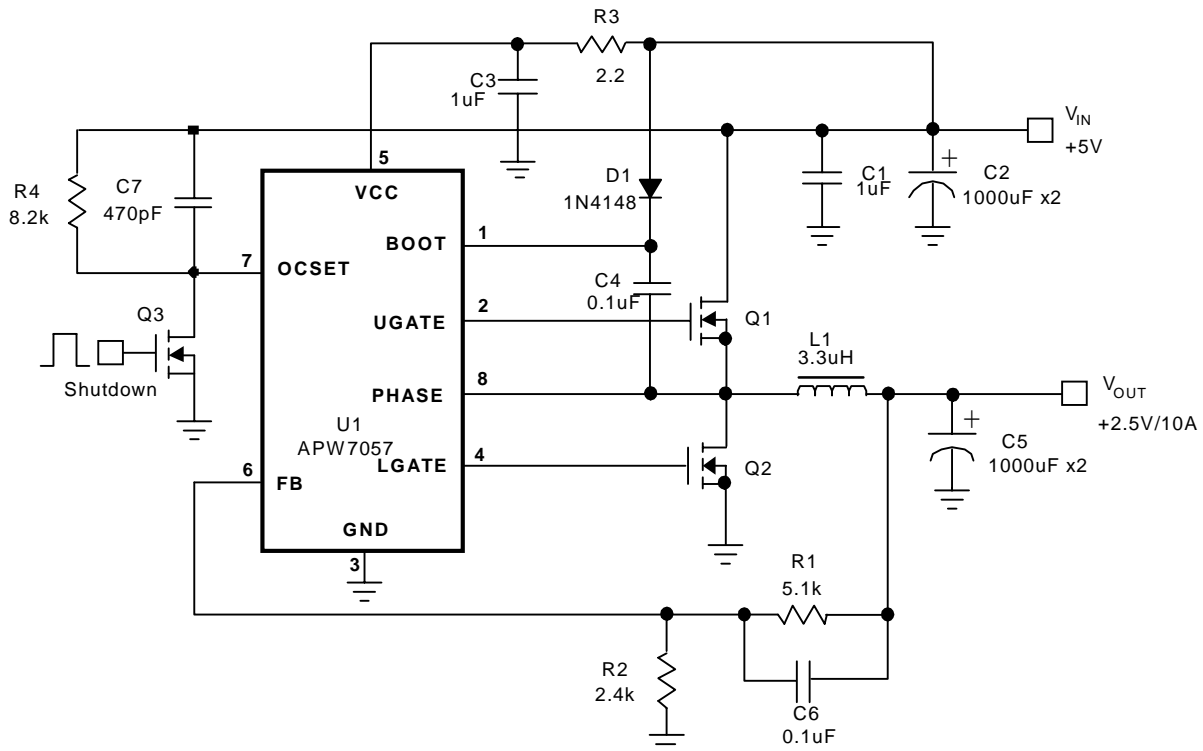 R3
2.2
C3
1uF
VIN
+5V
5
VCC
R4
8.2k
C7
470pF
D1
1N4148
C1
1uF
C2
1000uF x2
1
BOOT
7
OCSET
C4
0.1uF
2
UGATE
Q1
Q3
Shutdown
L1
3.3uH
8
PHASE
VOUT
+2.5V/10A
U1
APW7057
4
LGATE
Q2
C5
1000uF x2
6
FB
GND
3
R1
5.1k
R2
2.4k
C6
0.1uF